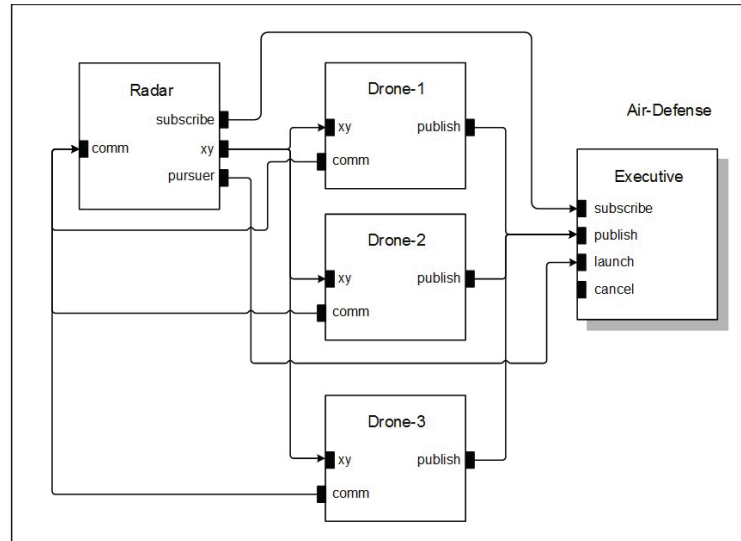 Radar
subscribe
comm
xy
pursuer
Drone-1
xy
publish
comm
Drone-2
xy
publish
comm
Drone-3
xy
publish
comm
Air-Defense
Executive
subscribe
publish
launch
cancel